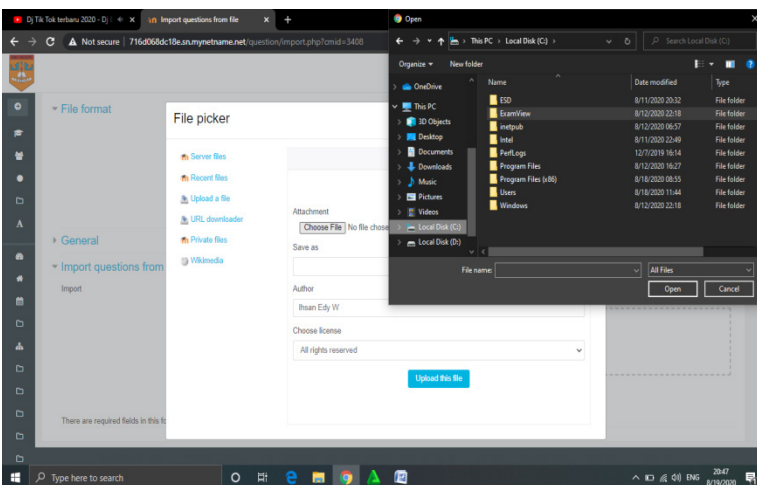 Dj Tik Tok terbaru 2020 - Dj
Import questions from file
Not secure
716d068dc18e.sn.mynetname.net/question/import.php?cmid=3408
File format
General
Import questions from
Import
There are required fields in this fo
File picker
Server files
Recent files
Upload a file
URL downloader
Private files
Wikimedia
Attachment
Choose File No file chose
Save as
Author
Ihsan Edy W
Choose license
All rights reserved
Upload this file
Open
This PC > Local Disk (C:) >
Search Local Disk (C:)
Organize
New folder
OneDrive
This PC
3D Objects
Desktop
Documents
Downloads
Music
Pictures
Videos
Local Disk (C:)
Local Disk (D:)
Name Date modified Type
ESD 8/11/2020 20:32 File folder
ExamView 8/12/2020 22:18 File folder
inetpub 8/12/2020 06:57 File folder
Intel 8/11/2020 22:49 File folder
PerfLogs 12/7/2019 16:14 File folder
Program Files 8/12/2020 16:27 File folder
Program Files (x86) 8/18/2020 08:55 File folder
Users 8/18/2020 11:44 File folder
Windows 8/12/2020 22:18 File folder
File name:
All Files
Open
Cancel
Type here to search
ENG
20:47
8/19/2020